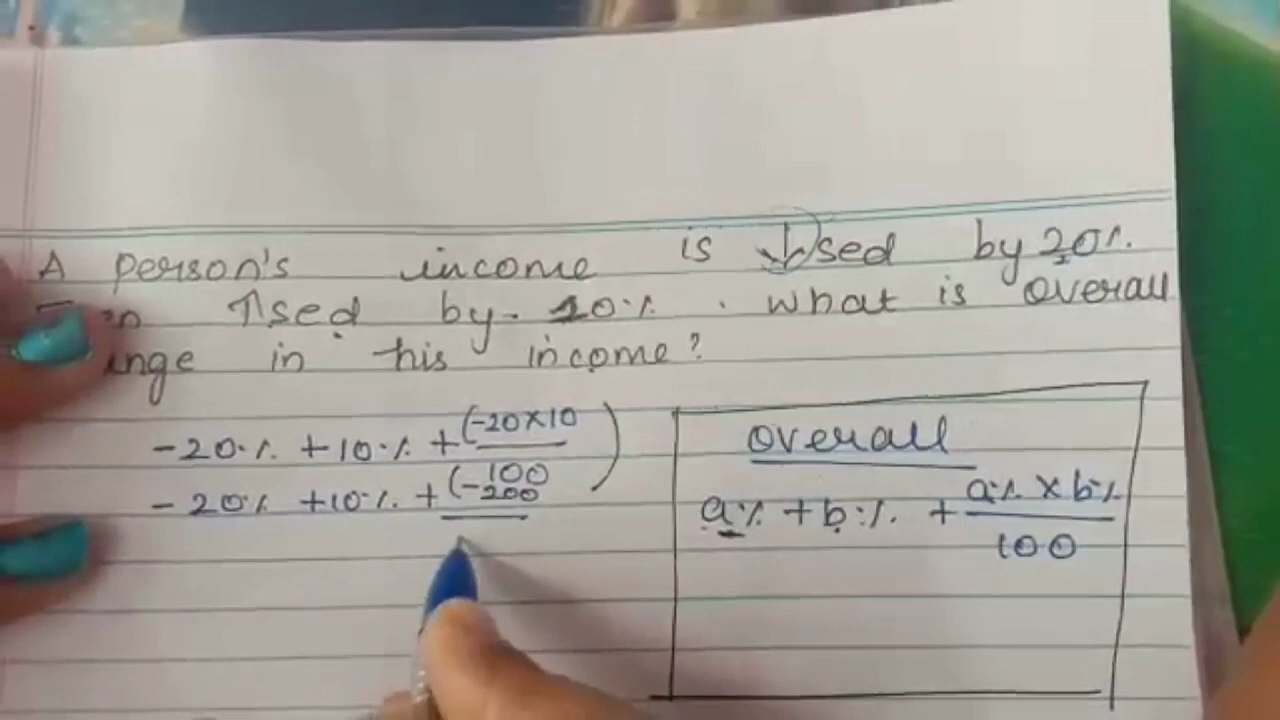 A person's income is ↓sed by 20%.
↑sed by 10%. What is overall
in his income?
-20% +10% + (-20×10
100)
-20% +10% + (-200
overall
a% + b% + a% × b%
100